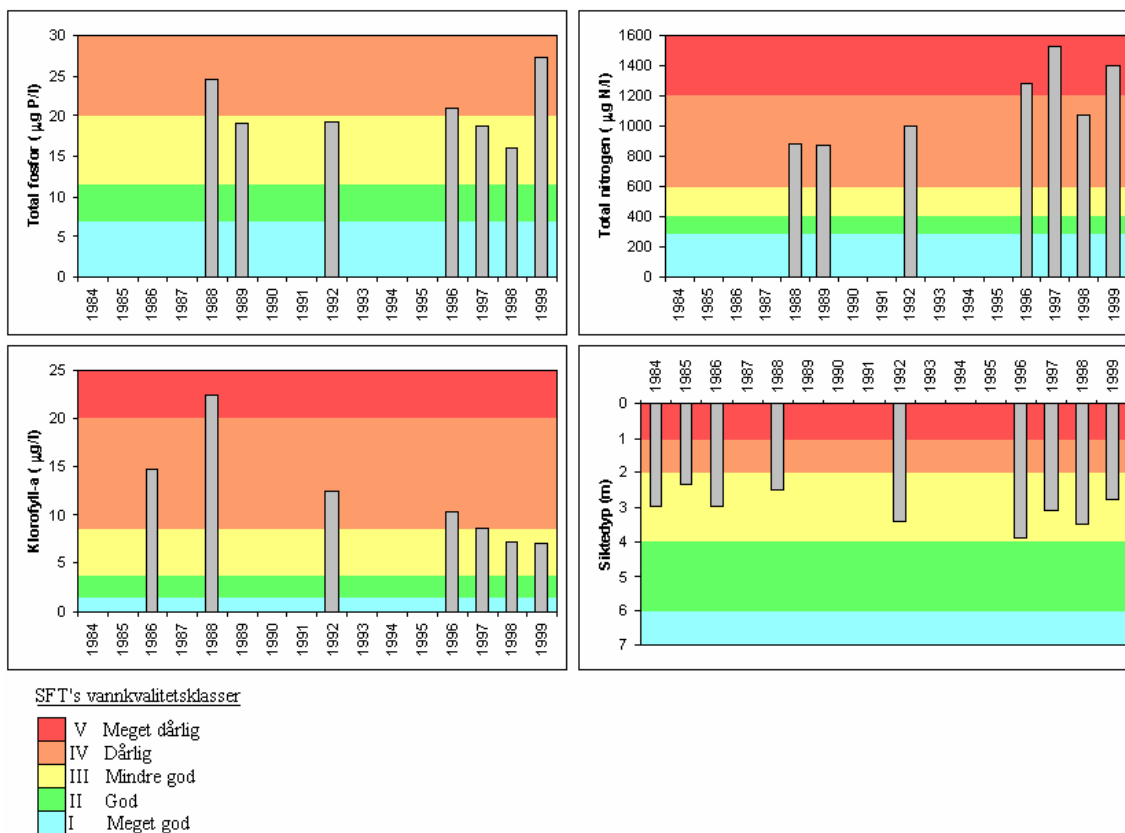 Total fosfor ( µg P/l)
30
25
20
15
10
5
0
1984 1985 1986 1987 1988 1989 1990 1991 1992 1993 1994 1995 1996 1997 1998 1999
Total nitrogen ( µg N/l)
1600
1400
1200
1000
800
600
400
200
0
1984 1985 1986 1987 1988 1989 1990 1991 1992 1993 1994 1995 1996 1997 1998 1999
Klorofyll-a ( µg/l)
25
20
15
10
5
0
1984 1985 1986 1987 1988 1989 1990 1991 1992 1993 1994 1995 1996 1997 1998 1999
1984 1985 1986 1987 1988 1989 1990 1991 1992 1993 1994 1995 1996 1997 1998 1999
Siktedyp (m)
0
1
2
3
4
5
6
7
SFT's vannkvalitetsklasser
V Meget dårlig
IV Dårlig
III Mindre god
II God
I Meget god